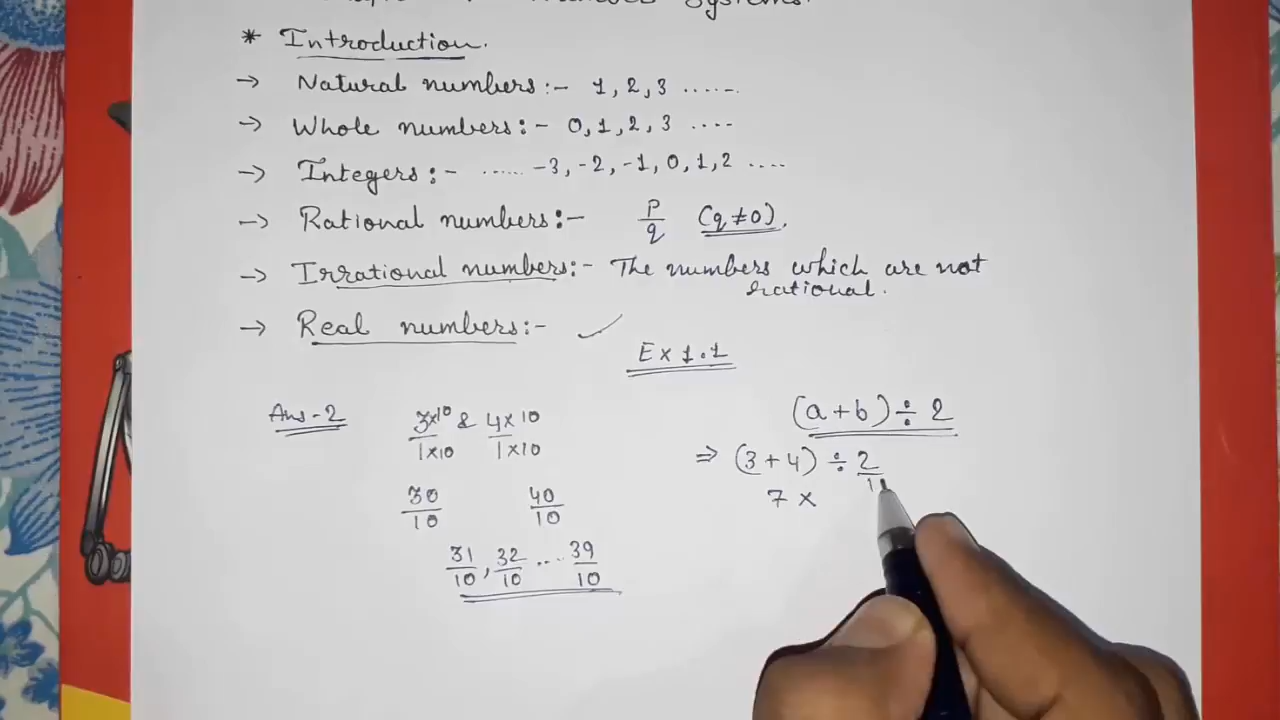 Systems.
* Introduction.
→ Natural numbers:- 1, 2, 3 ......
→ Whole numbers:- 0, 1, 2, 3 ....
→ Integers:- ...... -3, -2, -1, 0, 1, 2 ....
→ Rational numbers:- p/q (q≠0).
→ Irrational numbers:- The numbers which are not
rational.
→ Real numbers:- ✓
Ex 1.1
Ans-2
3×10/1×10 & 4×10/1×10
30/10 40/10
31/10, 32/10 ... 39/10
(a+b) ÷ 2
⇒ (3+4) ÷ 2/1
7 ×